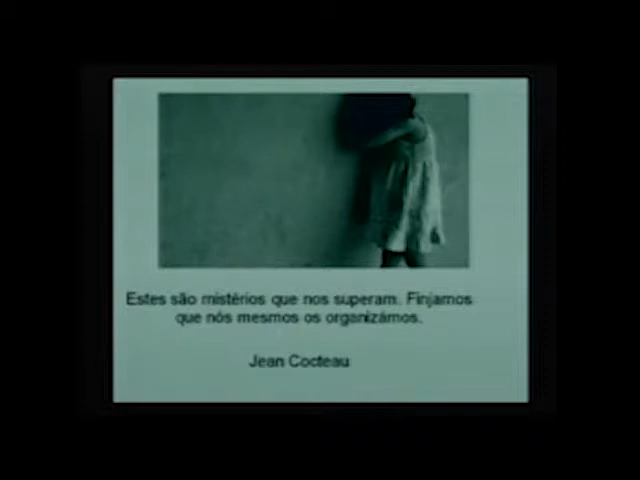 Estes são mistérios que nos superam. Finjamos
que nós mesmos os organizámos.
Jean Cocteau